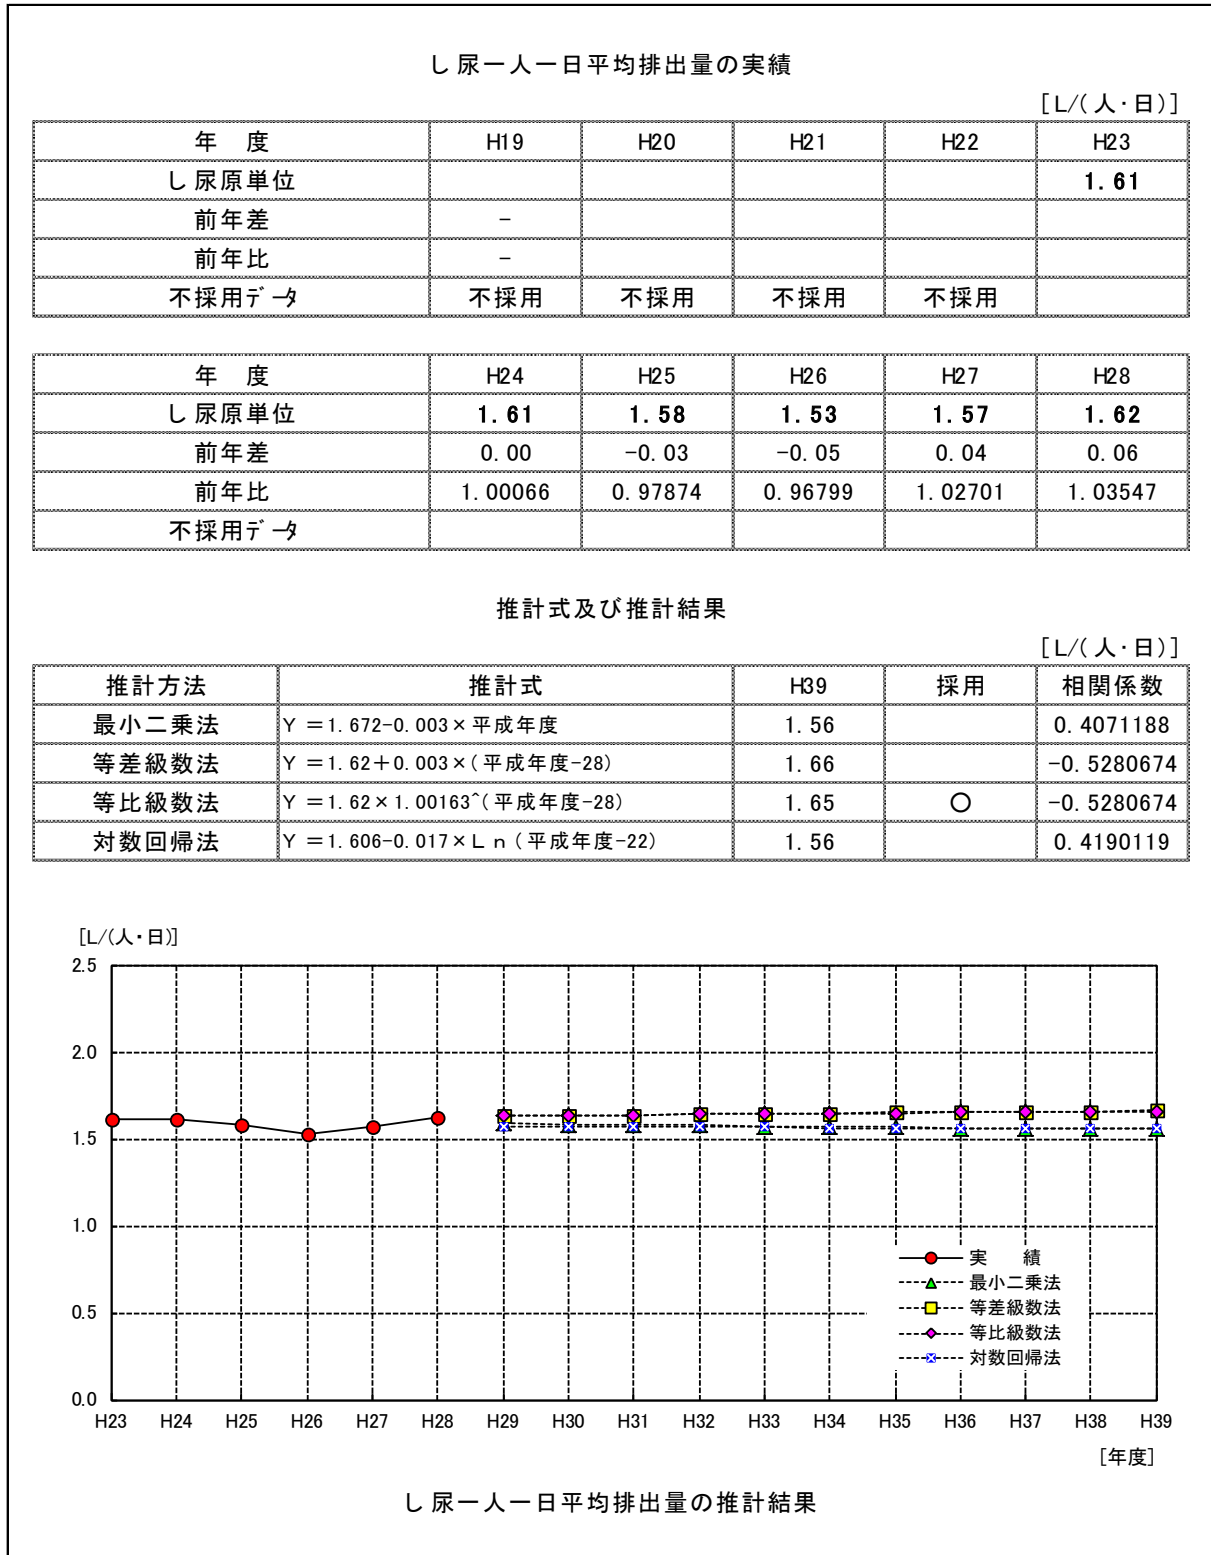 し尿一人一日平均排出量の実績
[L/(人・日)]
年　度 H19 H20 H21 H22 H23
し尿原単位 1.61
前年差 −
前年比 −
不採用データ 不採用 不採用 不採用 不採用
年　度 H24 H25 H26 H27 H28
し尿原単位 1.61 1.58 1.53 1.57 1.62
前年差 0.00 −0.03 −0.05 0.04 0.06
前年比 1.00066 0.97874 0.96799 1.02701 1.03547
不採用データ
推計式及び推計結果
[L/(人・日)]
推計方法 推計式 H39 採用 相関係数
最小二乗法 Y＝1.672−0.003×平成年度 1.56 0.4071188
等差級数法 Y＝1.62＋0.003×(平成年度−28) 1.66 −0.5280674
等比級数法 Y＝1.62×1.00163^(平成年度−28) 1.65 ○ −0.5280674
対数回帰法 Y＝1.606−0.017×Ｌｎ(平成年度−22) 1.56 0.4190119
[L/(人・日)]
2.5
2.0
1.5
1.0
0.5
0.0
実　績
最小二乗法
等差級数法
等比級数法
対数回帰法
H23 H24 H25 H26 H27 H28 H29 H30 H31 H32 H33 H34 H35 H36 H37 H38 H39
[年度]
し尿一人一日平均排出量の推計結果